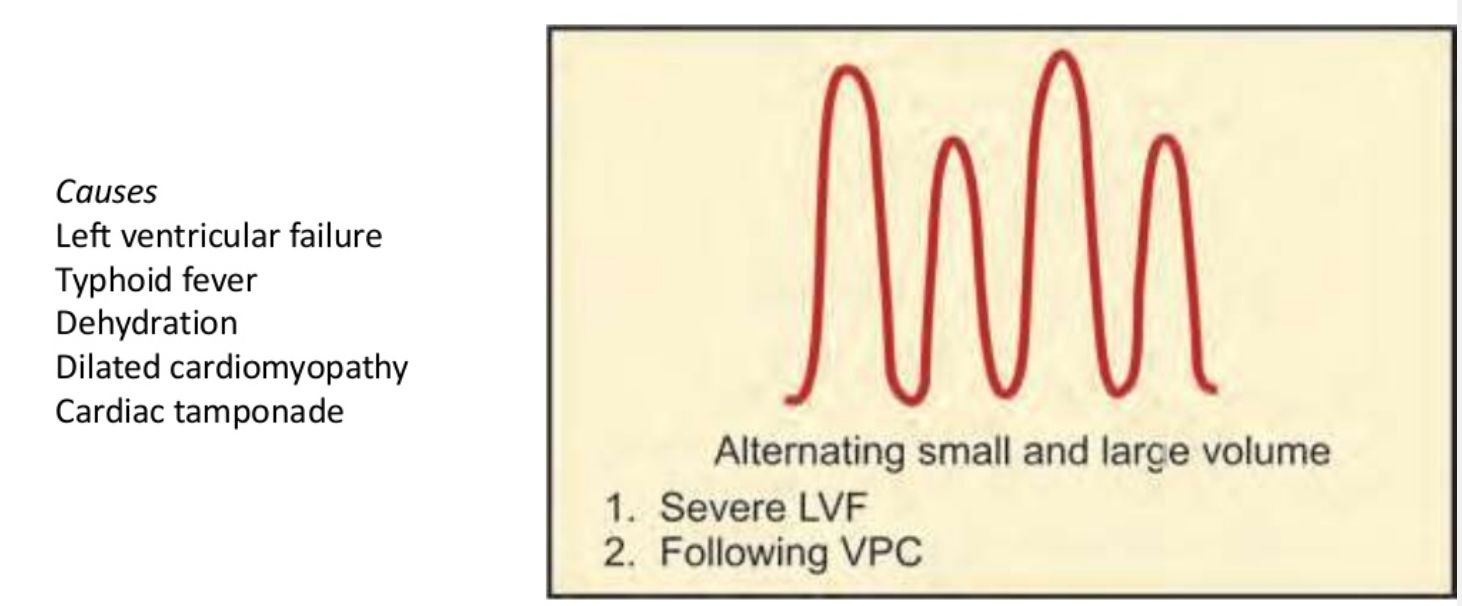 Causes
Left ventricular failure
Typhoid fever
Dehydration
Dilated cardiomyopathy
Cardiac tamponade
Alternating small and large volume
1. Severe LVF
2. Following VPC